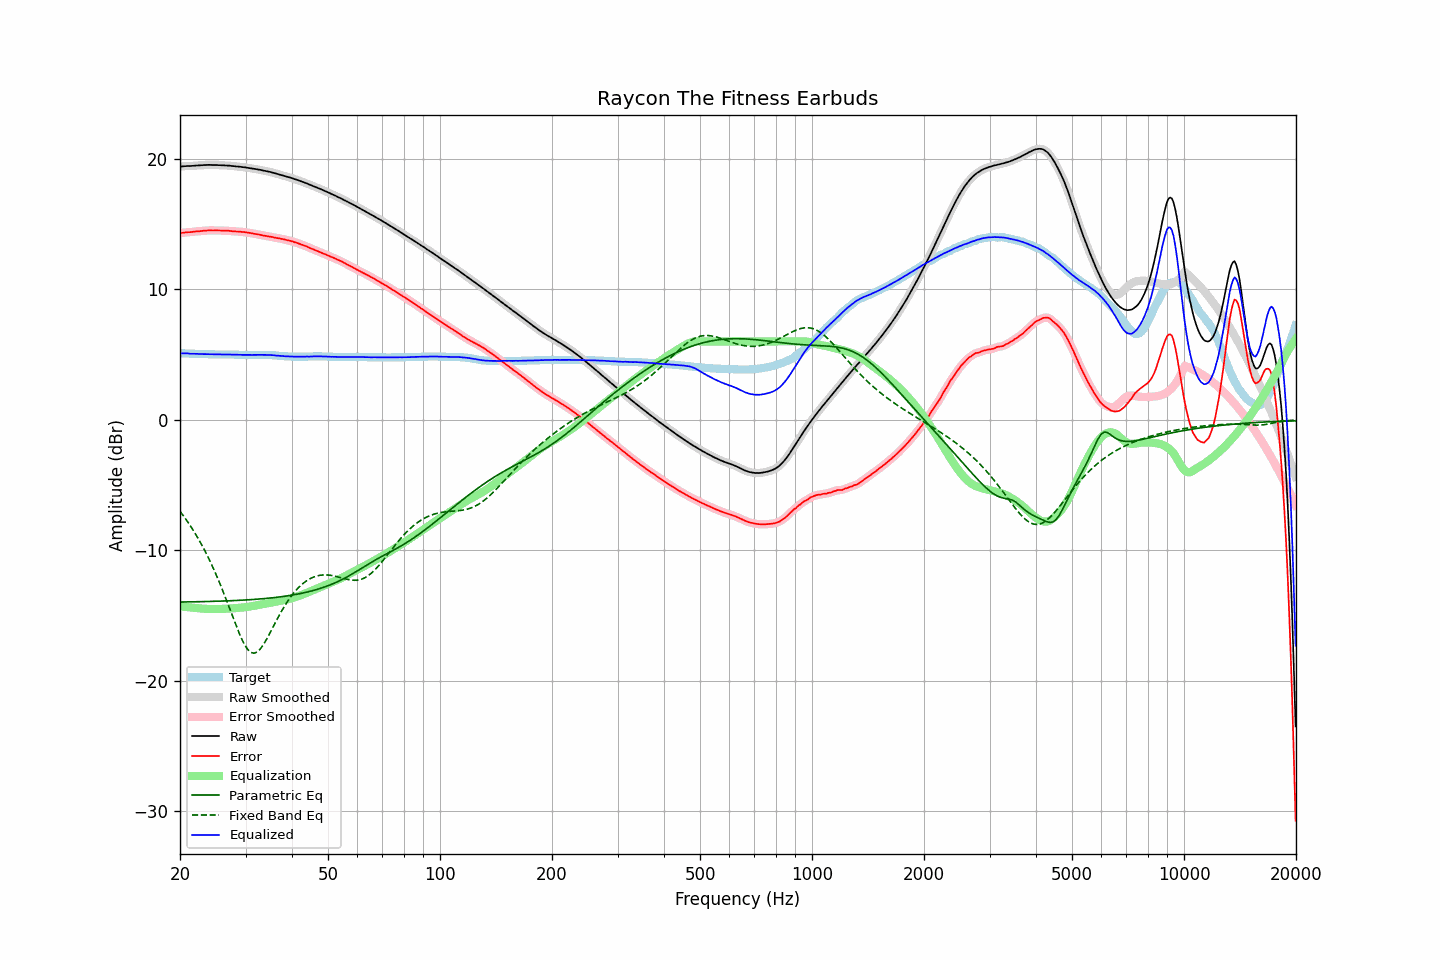 Raycon The Fitness Earbuds
Amplitude (dBr)
20
10
0
−10
−20
−30
Target
Raw Smoothed
Error Smoothed
Raw
Error
Equalization
Parametric Eq
Fixed Band Eq
Equalized
20 50 100 200 500 1000 2000 5000 10000 20000
Frequency (Hz)